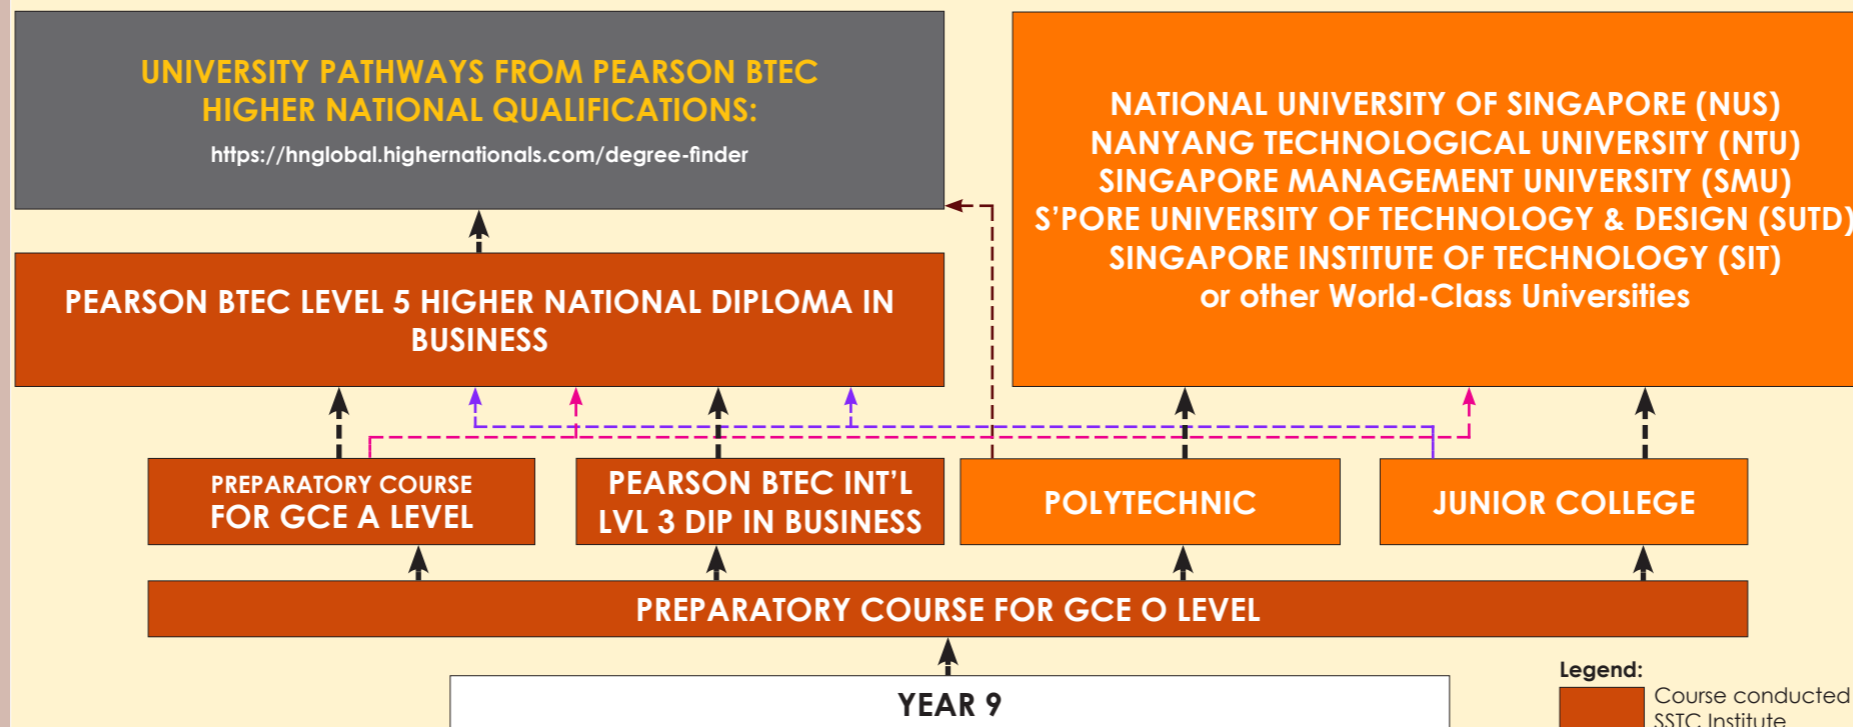 UNIVERSITY PATHWAYS FROM PEARSON BTEC
HIGHER NATIONAL QUALIFICATIONS:
https://hnglobal.highernationals.com/degree-finder
NATIONAL UNIVERSITY OF SINGAPORE (NUS)
NANYANG TECHNOLOGICAL UNIVERSITY (NTU)
SINGAPORE MANAGEMENT UNIVERSITY (SMU)
S'PORE UNIVERSITY OF TECHNOLOGY & DESIGN (SUTD)
SINGAPORE INSTITUTE OF TECHNOLOGY (SIT)
or other World-Class Universities
PEARSON BTEC LEVEL 5 HIGHER NATIONAL DIPLOMA IN
BUSINESS
PREPARATORY COURSE
FOR GCE A LEVEL
PEARSON BTEC INT'L
LVL 3 DIP IN BUSINESS
POLYTECHNIC
JUNIOR COLLEGE
PREPARATORY COURSE FOR GCE O LEVEL
YEAR 9
Legend:
Course conducted
SSTC Institute